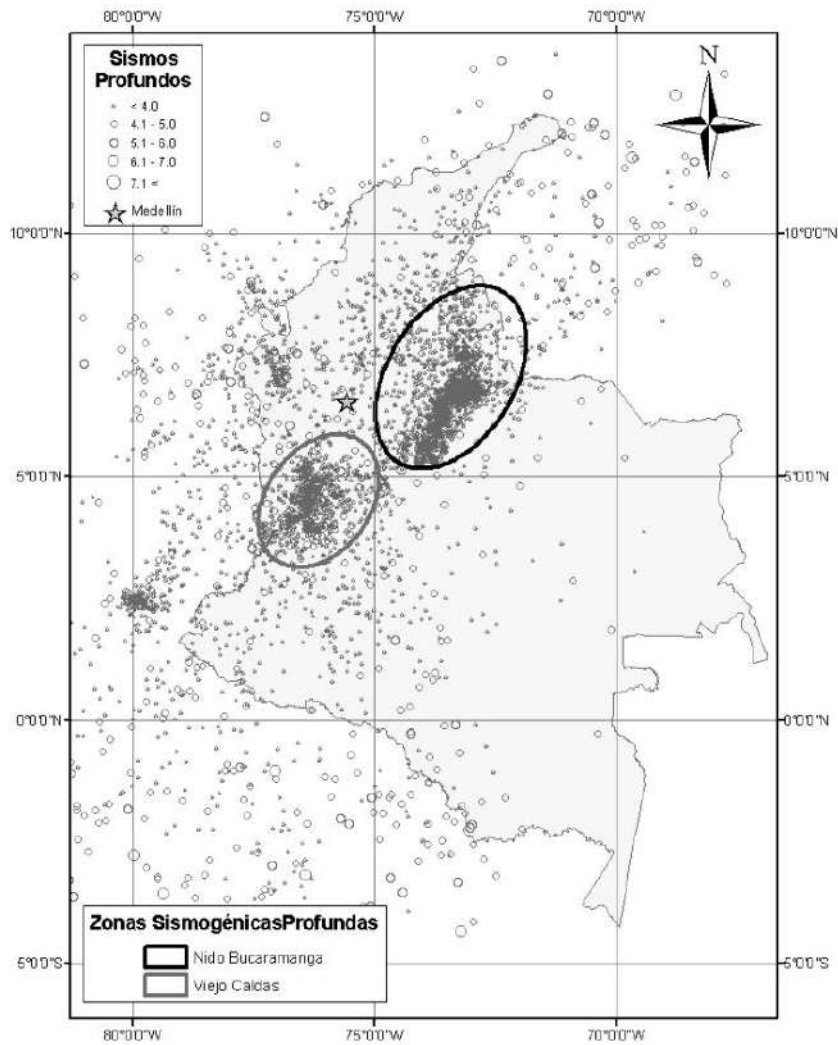 80°0'0"W 75°0'0"W 70°0'0"W
Sismos
Profundos
< 4.0
4.1 - 5.0
5.1 - 6.0
6.1 - 7.0
7.1 <
Medellín
N
10°0'0"N 10°0'0"N
5°0'0"N 5°0'0"N
0°0'0"N 0°0'0"N
Zonas SismogénicasProfundas
Nido Bucaramanga
Viejo Caldas
5°0'0"S 5°0'0"S
80°0'0"W 75°0'0"W 70°0'0"W